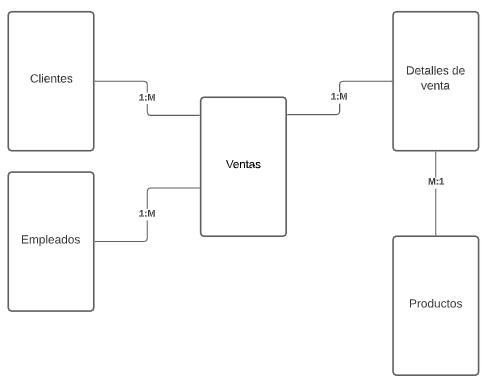 Clientes
1:M
Empleados
1:M
Ventas
1:M
Detalles de
venta
M:1
Productos